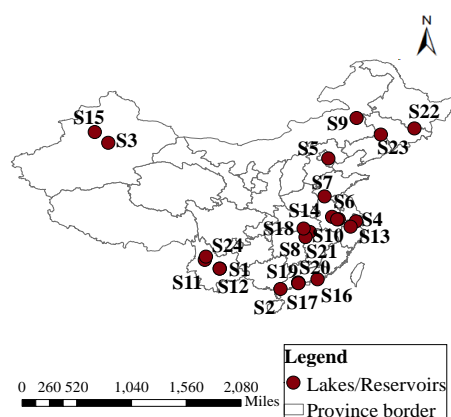 N
S15
S3
S9
S22
S5
S23
S7
S6
S14
S4
S18
S10
S13
S8
S21
S24
S1
S19
S20
S11
S12
S16
S2
S17
Legend
Lakes/Reservoirs
Province border
0 260 520 1,040 1,560 2,080
Miles